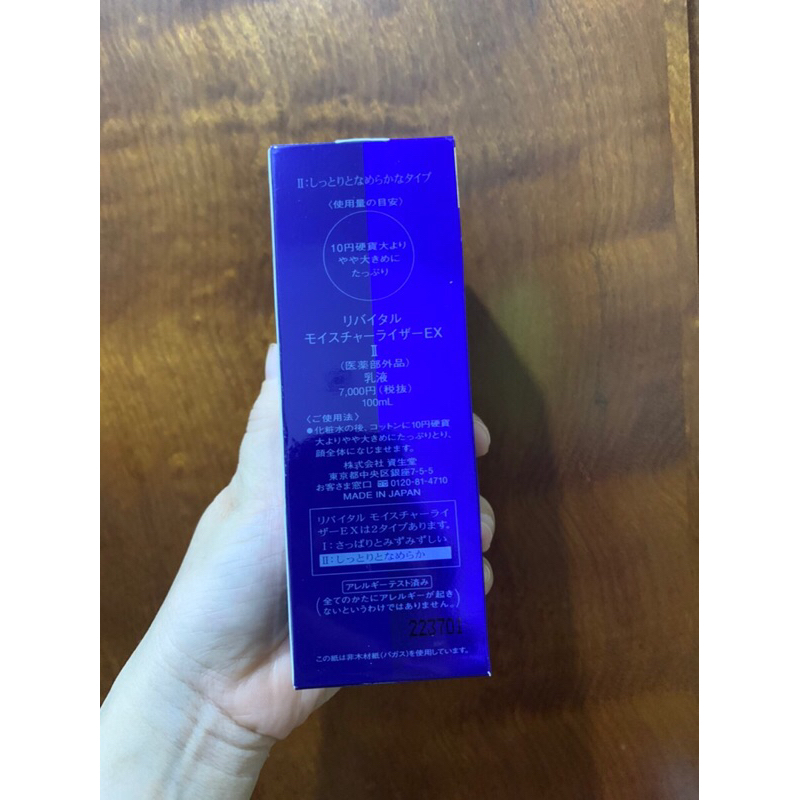 Ⅱ:しっとりとなめらかなタイプ
〈使用量の目安〉
10円硬貨大より
やや大きめに
たっぷり
リバイタル
モイスチャーライザーEX
Ⅱ
(医薬部外品)
乳液
7,000円(税抜)
100mL
〈ご使用法〉
●化粧水の後、コットンに10円硬貨
大よりやや大きめにたっぷりとり、
顔全体になじませます。
株式会社 資生堂
東京都中央区銀座7-5-5
お客さま窓口 0120-81-4710
MADE IN JAPAN
リバイタル モイスチャーライ
ザーEXは2タイプあります。
Ⅰ:さっぱりとみずみずしい
Ⅱ:しっとりとなめらか
アレルギーテスト済み
(全てのかたにアレルギーが起き
ないというわけではありません。)
223701
この紙は非木材紙(バガス)を使用しています。